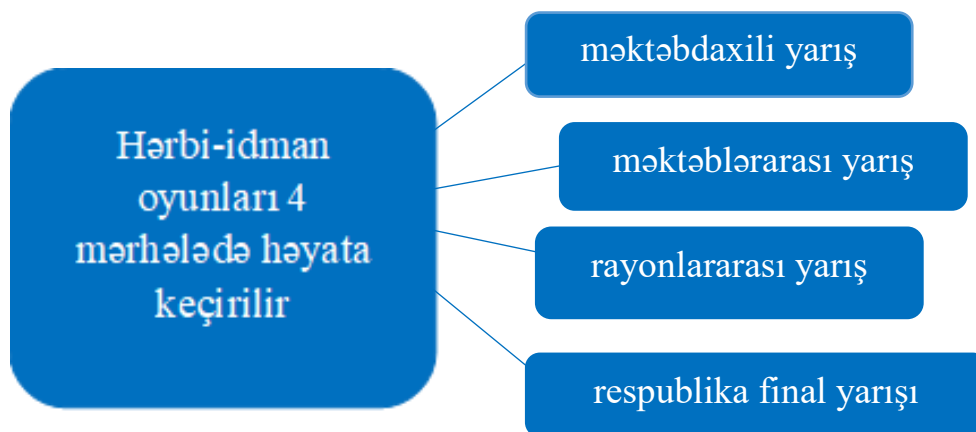 Hərbi-idman
oyunları 4
mərhələdə həyata
keçirilir
məktəbdaxili yarış
məktəblərarası yarış
rayonlararası yarış
respublika final yarışı